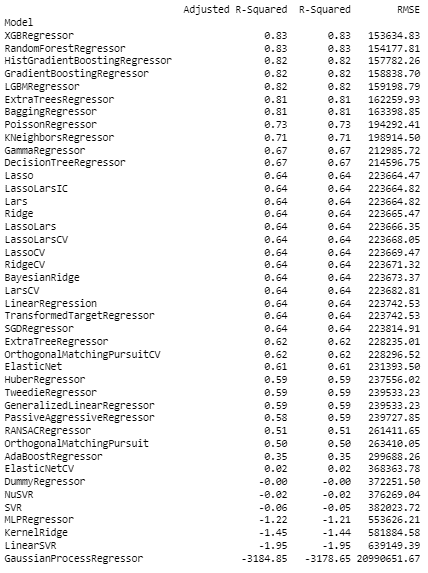 Adjusted R-Squared R-Squared RMSE
Model
XGBRegressor 0.83 0.83 153634.83
RandomForestRegressor 0.83 0.83 154177.81
HistGradientBoostingRegressor 0.82 0.82 157782.26
GradientBoostingRegressor 0.82 0.82 158838.70
LGBMRegressor 0.82 0.82 159198.79
ExtraTreesRegressor 0.81 0.81 162259.93
BaggingRegressor 0.81 0.81 163398.85
PoissonRegressor 0.73 0.73 194292.41
KNeighborsRegressor 0.71 0.71 198914.50
GammaRegressor 0.67 0.67 212985.72
DecisionTreeRegressor 0.67 0.67 214596.75
Lasso 0.64 0.64 223664.47
LassoLarsIC 0.64 0.64 223664.82
Lars 0.64 0.64 223664.82
Ridge 0.64 0.64 223665.47
LassoLars 0.64 0.64 223666.35
LassoLarsCV 0.64 0.64 223668.05
LassoCV 0.64 0.64 223669.47
RidgeCV 0.64 0.64 223671.32
BayesianRidge 0.64 0.64 223673.37
LarsCV 0.64 0.64 223682.81
LinearRegression 0.64 0.64 223742.53
TransformedTargetRegressor 0.64 0.64 223742.53
SGDRegressor 0.64 0.64 223814.91
ExtraTreeRegressor 0.62 0.62 228235.01
OrthogonalMatchingPursuitCV 0.62 0.62 228296.52
ElasticNet 0.61 0.61 231393.50
HuberRegressor 0.59 0.59 237556.02
TweedieRegressor 0.59 0.59 239533.23
GeneralizedLinearRegressor 0.59 0.59 239533.23
PassiveAggressiveRegressor 0.58 0.59 239727.85
RANSACRegressor 0.51 0.51 261411.65
OrthogonalMatchingPursuit 0.50 0.50 263410.05
AdaBoostRegressor 0.35 0.35 299688.26
ElasticNetCV 0.02 0.02 368363.78
DummyRegressor -0.00 -0.00 372251.50
NuSVR -0.02 -0.02 376269.04
SVR -0.06 -0.05 382023.72
MLPRegressor -1.22 -1.21 553626.21
KernelRidge -1.45 -1.44 581884.58
LinearSVR -1.95 -1.95 639149.39
GaussianProcessRegressor -3184.85 -3178.65 20990651.67